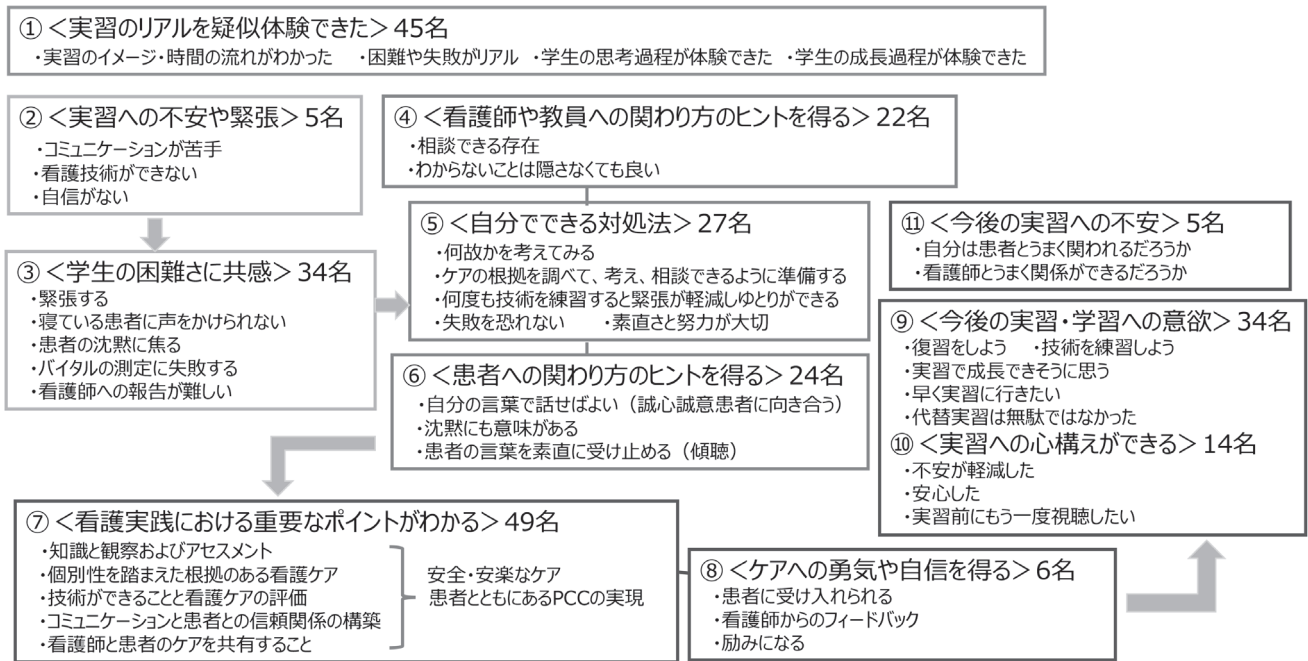 ① ＜実習のリアルを疑似体験できた＞ 45名
・実習のイメージ・時間の流れがわかった ・困難や失敗がリアル ・学生の思考過程が体験できた ・学生の成長過程が体験できた
② ＜実習への不安や緊張＞ 5名
・コミュニケーションが苦手
・看護技術ができない
・自信がない
③ ＜学生の困難さに共感＞ 34名
・緊張する
・寝ている患者に声をかけられない
・患者の沈黙に焦る
・バイタルの測定に失敗する
・看護師への報告が難しい
④ ＜看護師や教員への関わり方のヒントを得る＞ 22名
・相談できる存在
・わからないことは隠さなくても良い
⑤ ＜自分でできる対処法＞ 27名
・何故かを考えてみる
・ケアの根拠を調べて、考え、相談できるように準備する
・何度も技術を練習すると緊張が軽減しゆとりができる
・失敗を恐れない ・素直さと努力が大切
⑥ ＜患者への関わり方のヒントを得る＞ 24名
・自分の言葉で話せばよい（誠心誠意患者に向き合う）
・沈黙にも意味がある
・患者の言葉を素直に受け止める（傾聴）
⑦ ＜看護実践における重要なポイントがわかる＞ 49名
・知識と観察およびアセスメント
・個別性を踏まえた根拠のある看護ケア
・技術ができることと看護ケアの評価
・コミュニケーションと患者との信頼関係の構築
・看護師と患者のケアを共有すること
安全・安楽なケア
患者とともにあるPCCの実現
⑧ ＜ケアへの勇気や自信を得る＞ 6名
・患者に受け入れられる
・看護師からのフィードバック
・励みになる
⑪ ＜今後の実習への不安＞ 5名
・自分は患者とうまく関われるだろうか
・看護師とうまく関係ができるだろうか
⑨ ＜今後の実習・学習への意欲＞ 34名
・復習をしよう ・技術を練習しよう
・実習で成長できそうに思う
・早く実習に行きたい
・代替実習は無駄ではなかった
⑩ ＜実習への心構えができる＞ 14名
・不安が軽減した
・安心した
・実習前にもう一度視聴したい